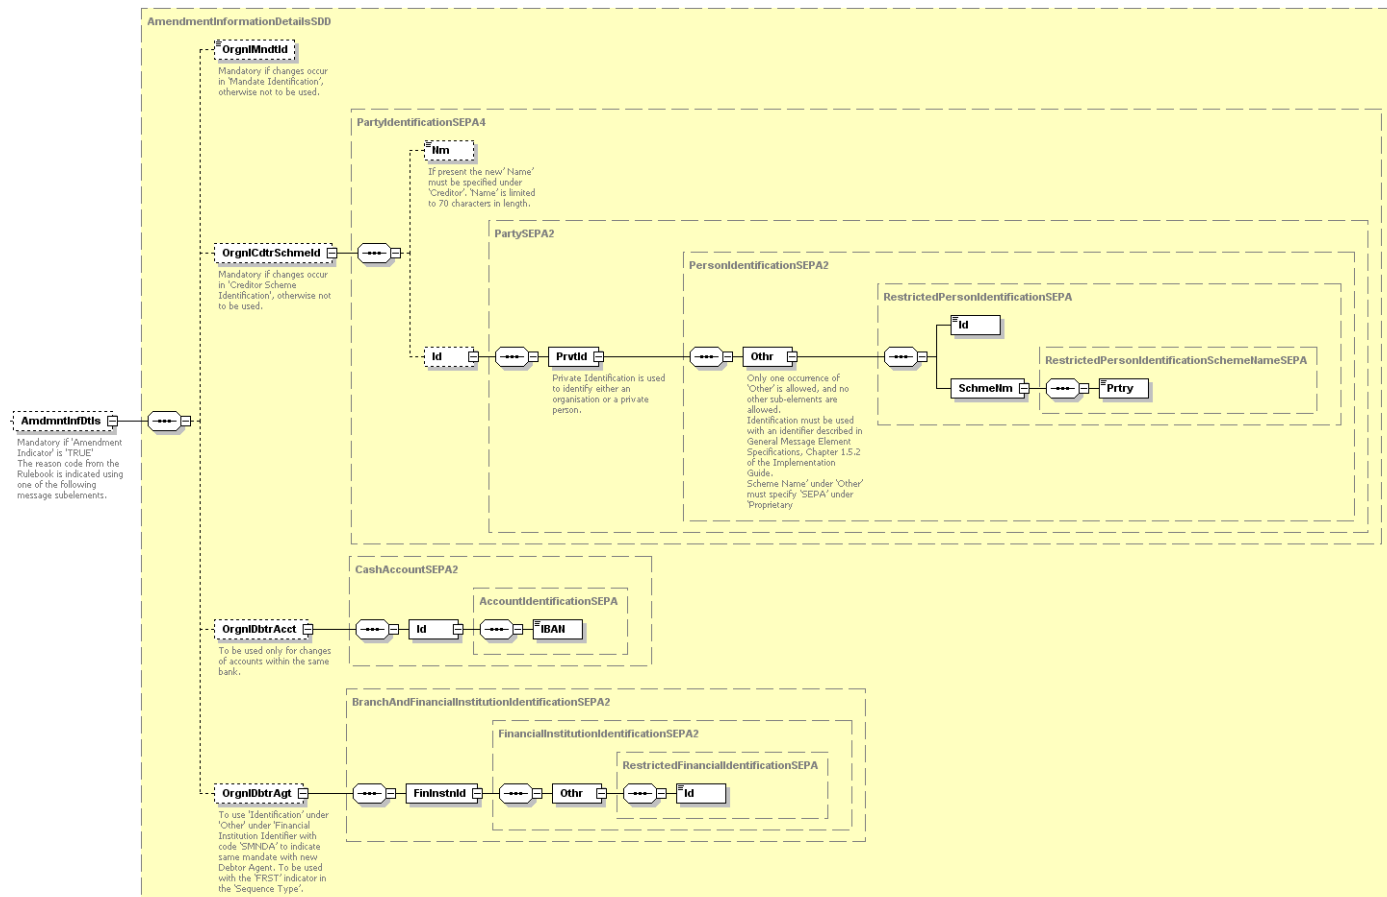 AmendmentInformationDetailsSDD
OrgnlMndtId
Mandatory if changes occur
in 'Mandate Identification',
otherwise not to be used.
PartyIdentificationSEPA4
Nm
If present the new' Name'
must be specified under
'Creditor'. 'Name' is limited
to 70 characters in length.
PartySEPA2
OrgnlCdtrSchmeId
Mandatory if changes occur
in 'Creditor Scheme
Identification', otherwise not
to be used.
PersonIdentificationSEPA2
RestrictedPersonIdentificationSEPA
Id
Id
PrvtId
Private Identification is used
to identify either an
organisation or a private
person.
Othr
Only one occurrence of
'Other' is allowed, and no
other sub-elements are
allowed.
Identification must be used
with an identifier described in
General Message Element
Specifications, Chapter 1.5.2
of the Implementation
Guide.
Scheme Name' under 'Other'
must specify 'SEPA' under
'Proprietary
RestrictedPersonIdentificationSchemeNameSEPA
SchmeNm
Prtry
AmdmntInfDtls
Mandatory if 'Amendment
Indicator' is 'TRUE'
The reason code from the
Rulebook is indicated using
one of the following
message subelements.
CashAccountSEPA2
AccountIdentificationSEPA
OrgnlDbtrAcct
Id
IBAN
To be used only for changes
of accounts within the same
bank.
BranchAndFinancialInstitutionIdentificationSEPA2
FinancialInstitutionIdentificationSEPA2
RestrictedFinancialIdentificationSEPA
OrgnlDbtrAgt
FinInstnId
Othr
Id
To use 'Identification' under
'Other' under 'Financial
Institution Identifier with
code 'SMNDA' to indicate
same mandate with new
Debtor Agent. To be used
with the 'FRST' indicator in
the 'Sequence Type'.